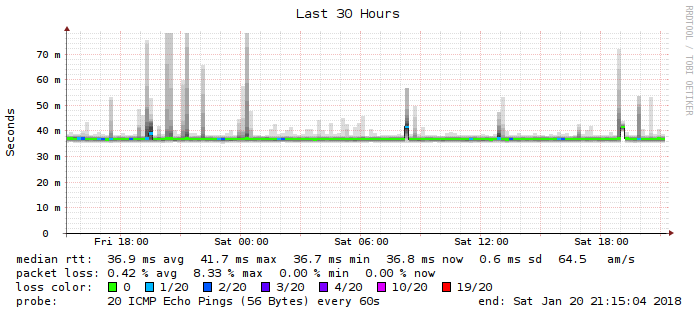 Last 30 Hours
RRDTOOL / TOBI OETIKER
Seconds
70 m
60 m
50 m
40 m
30 m
20 m
10 m
0
Fri 18:00 Sat 00:00 Sat 06:00 Sat 12:00 Sat 18:00
median rtt: 36.9 ms avg 41.7 ms max 36.7 ms min 36.8 ms now 0.6 ms sd 64.5 am/s
packet loss: 0.42 % avg 8.33 % max 0.00 % min 0.00 % now
loss color: 0 1/20 2/20 3/20 4/20 10/20 19/20
probe: 20 ICMP Echo Pings (56 Bytes) every 60s end: Sat Jan 20 21:15:04 2018